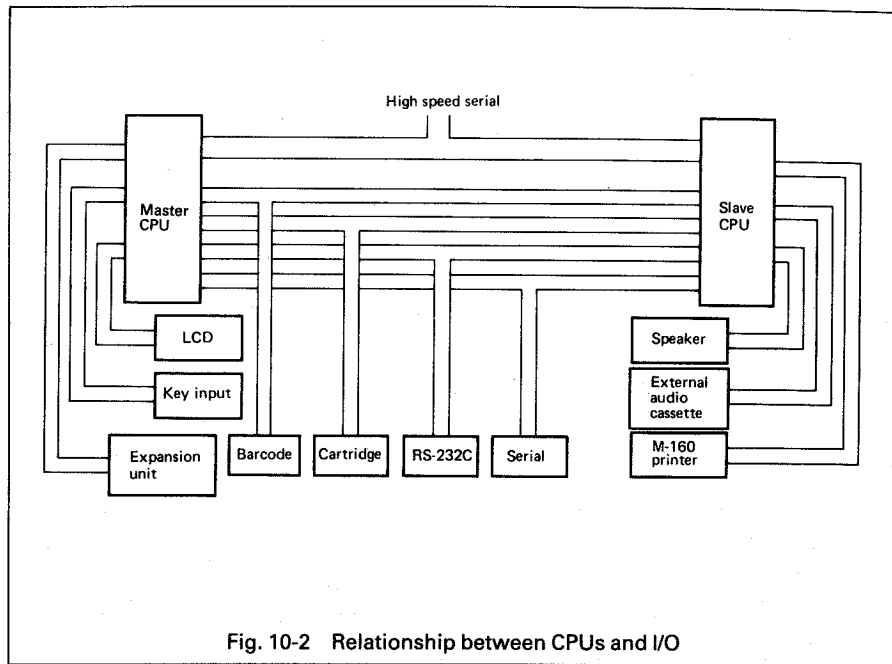 High speed serial
Master
CPU
Slave
CPU
LCD
Speaker
Key input
External
audio
cassette
Expansion
unit
Barcode
Cartridge
RS-232C
Serial
M-160
printer
Fig. 10-2 Relationship between CPUs and I/O